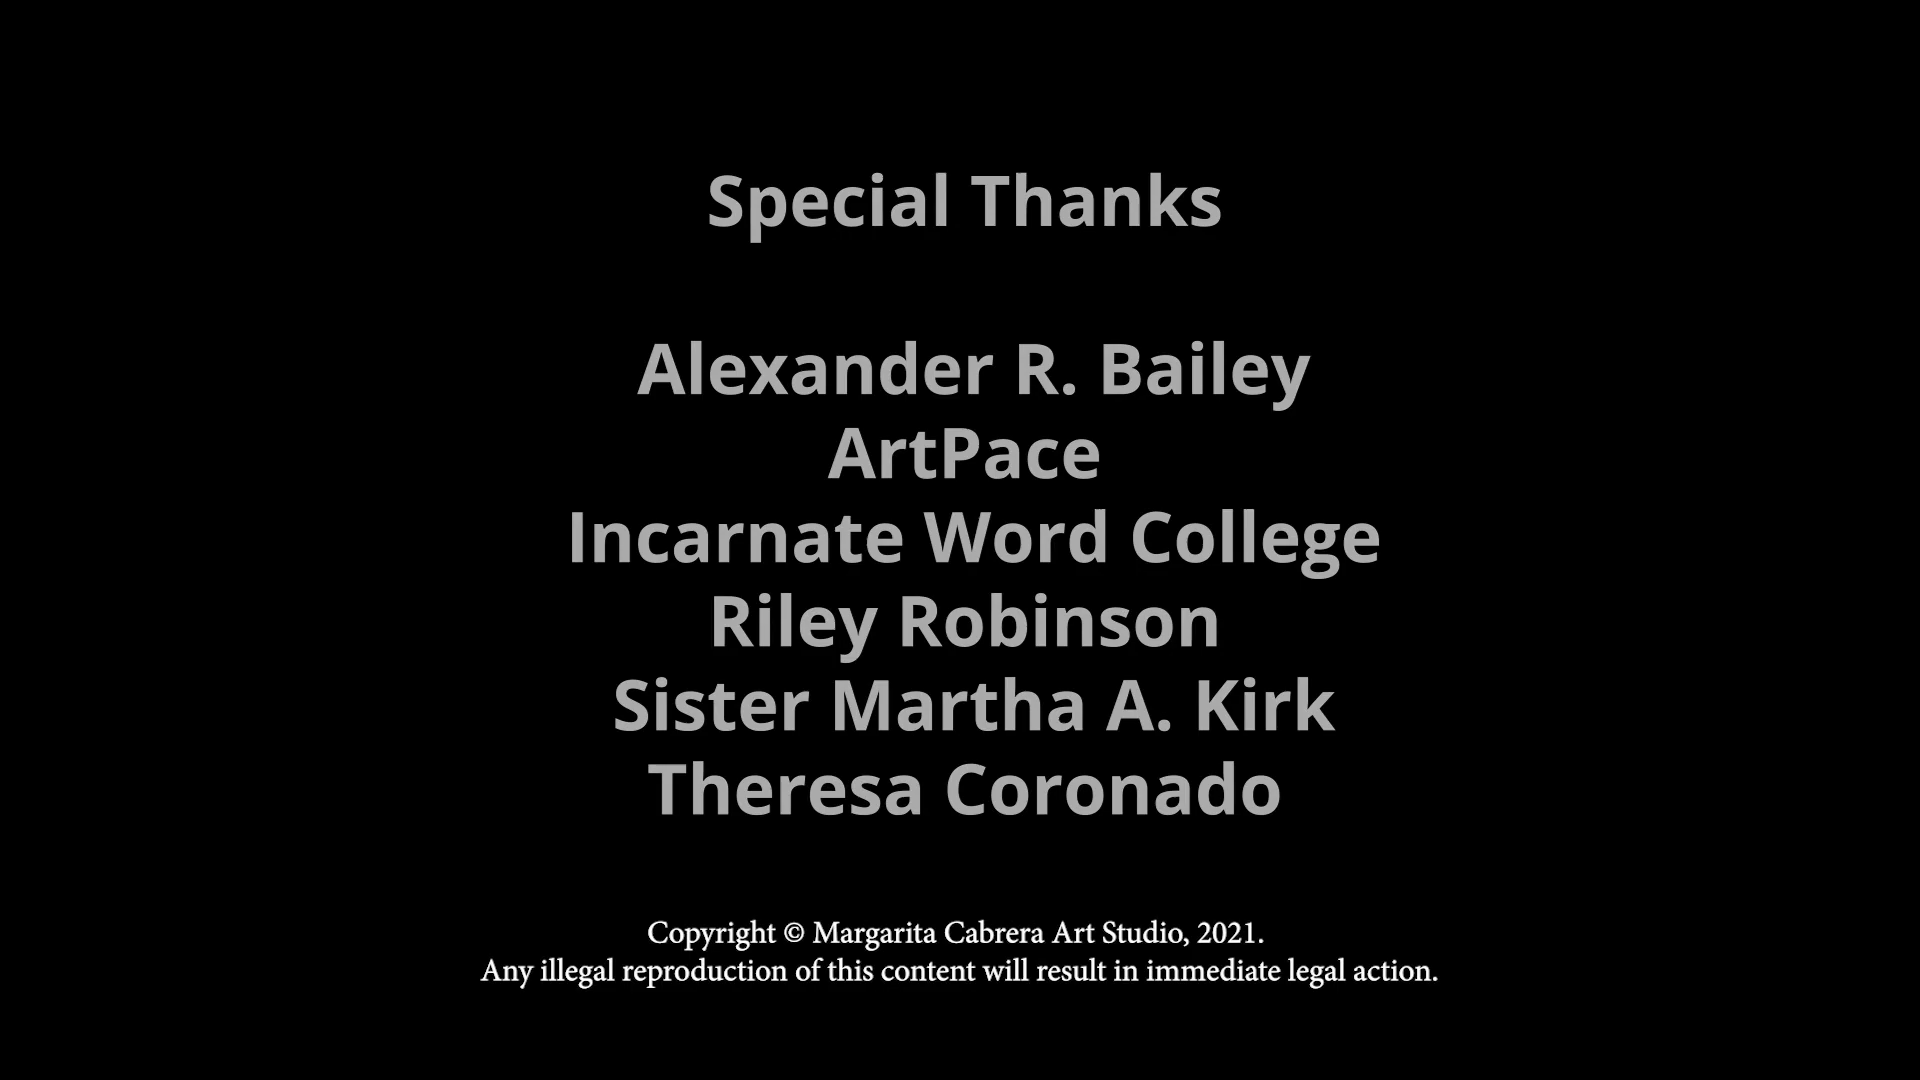 Special Thanks
Alexander R. Bailey
ArtPace
Incarnate Word College
Riley Robinson
Sister Martha A. Kirk
Theresa Coronado
Copyright © Margarita Cabrera Art Studio, 2021.
Any illegal reproduction of this content will result in immediate legal action.